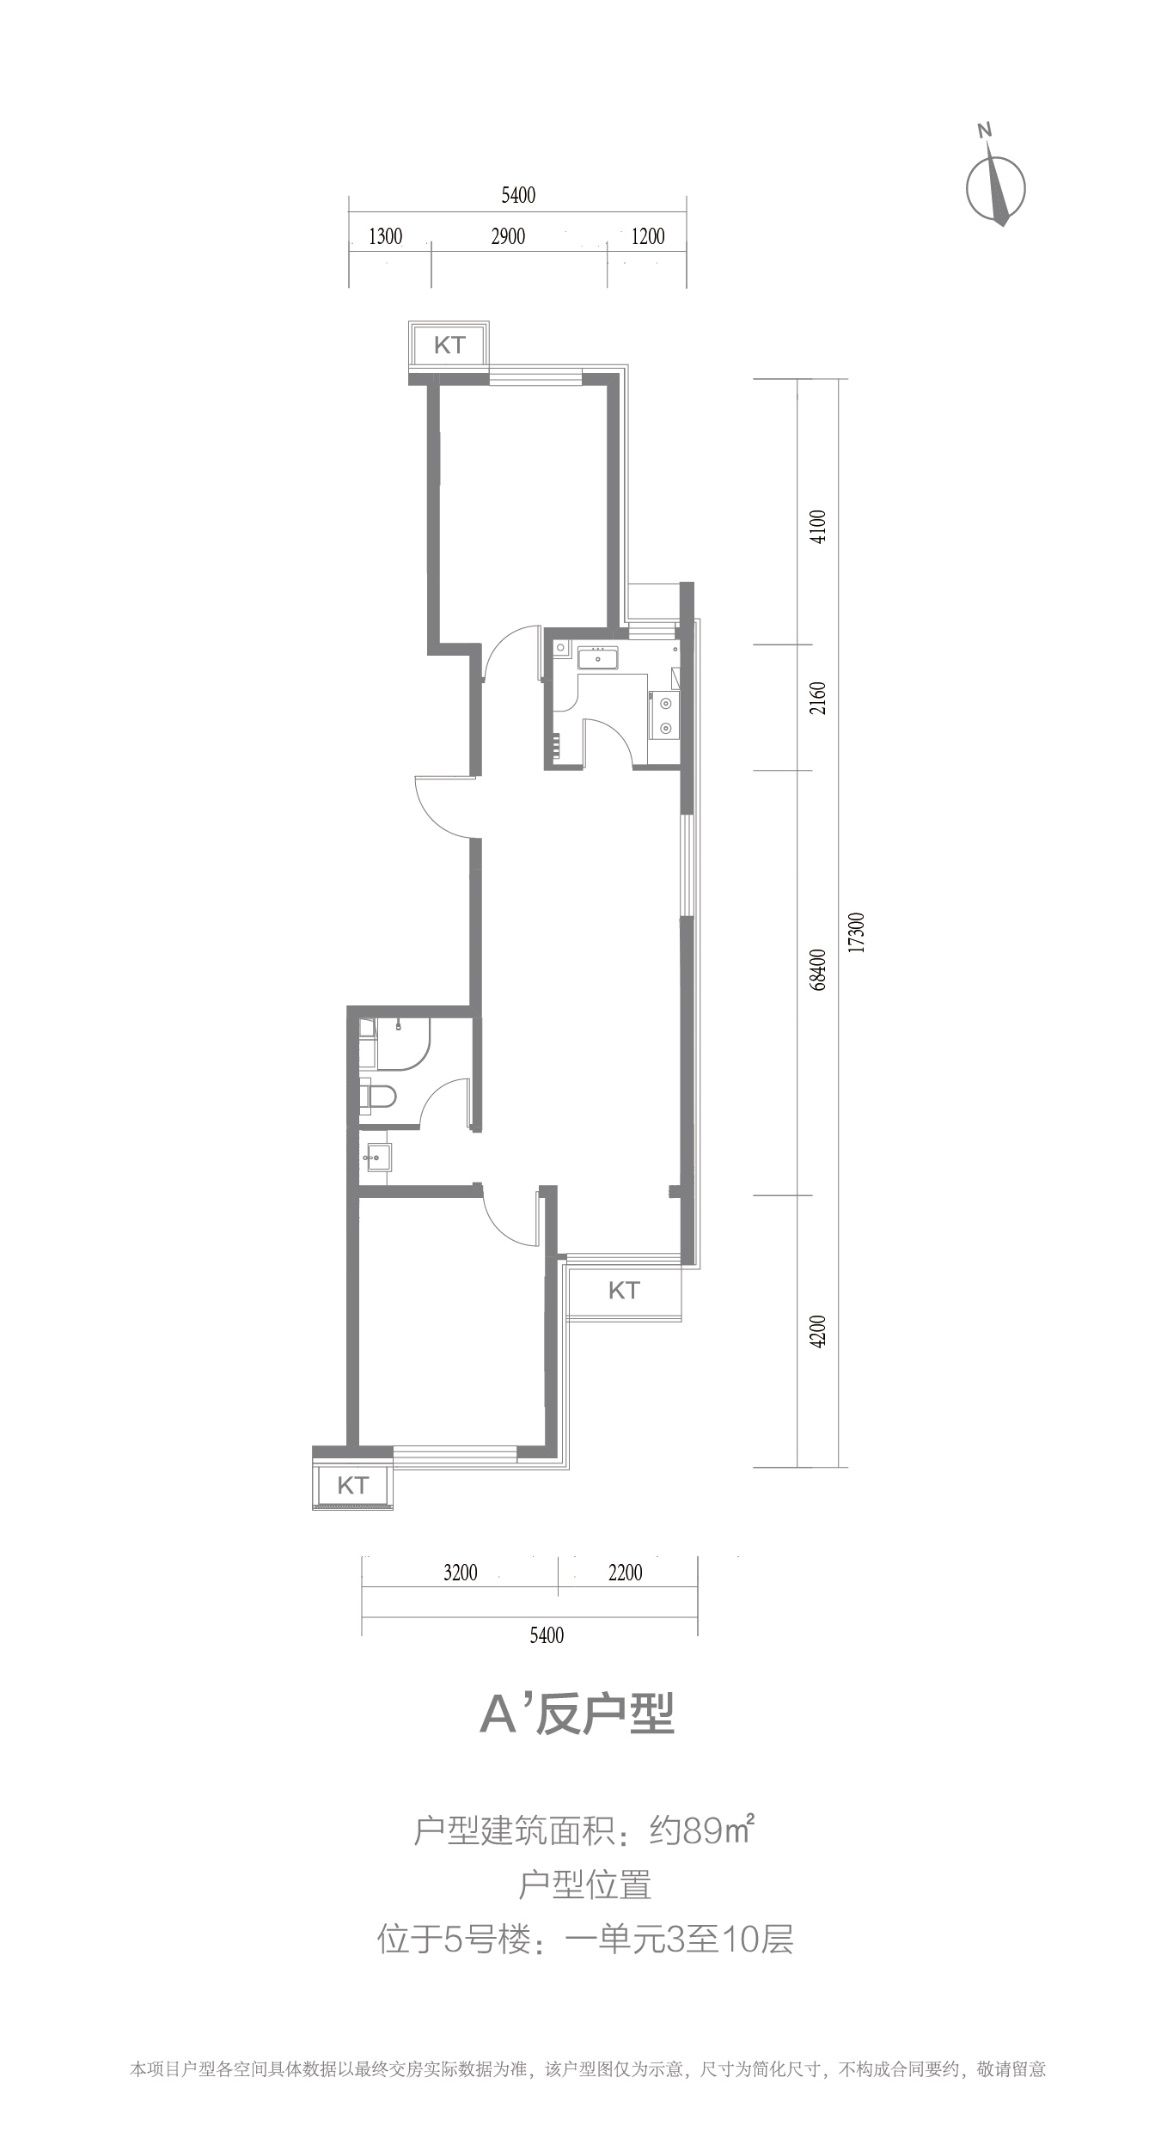 N
5400
1300 2900 1200
KT
4100
2160
68400
17300
KT
4200
KT
3200 2200
5400
A’反户型
户型建筑面积：约89㎡
户型位置
位于5号楼：一单元3至10层
本项目户型各空间具体数据以最终交房实际数据为准，该户型图仅为示意，尺寸为简化尺寸，不构成合同要约，敬请留意